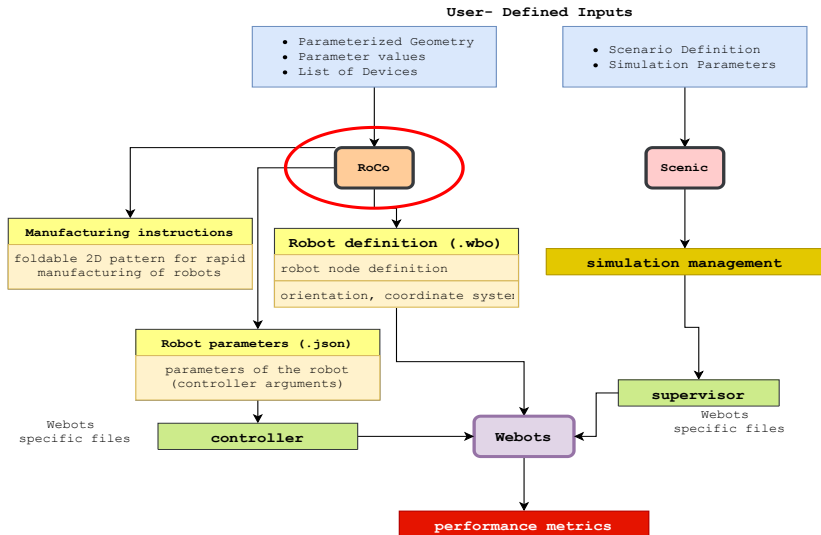 User- Defined Inputs
• Parameterized Geometry
• Parameter values
• List of Devices
• Scenario Definition
• Simulation Parameters
RoCo
Scenic
Manufacturing instructions
foldable 2D pattern for rapid
manufacturing of robots
Robot definition (.wbo)
robot node definition
orientation, coordinate system
simulation management
Robot parameters (.json)
parameters of the robot
(controller arguments)
supervisor
Webots
specific files
Webots
specific files
controller
Webots
performance metrics